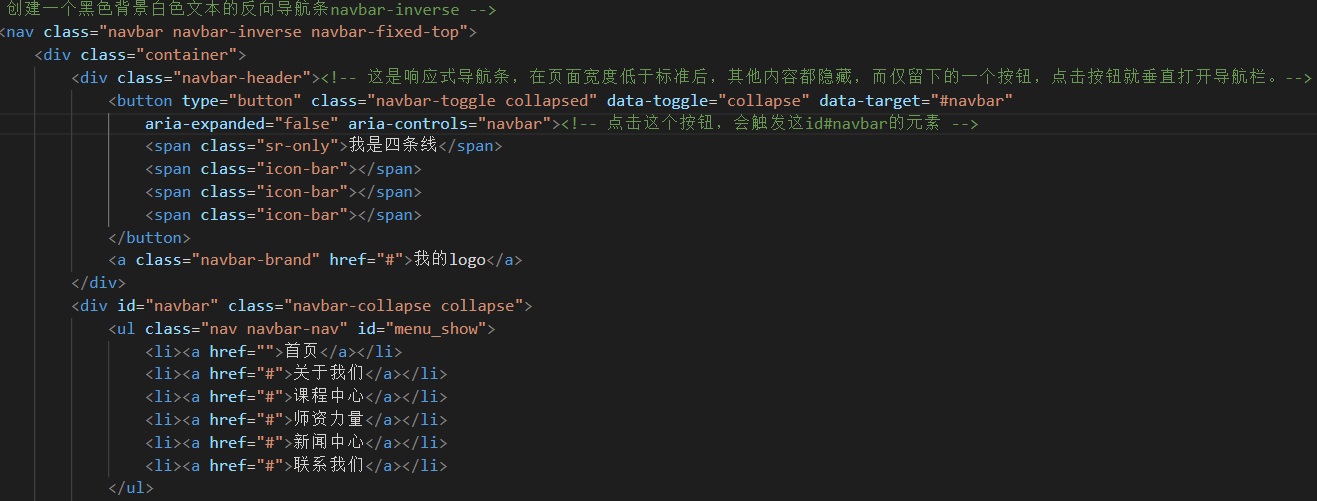 创建一个黑色背景白色文本的反向导航条navbar-inverse -->
<nav class="navbar navbar-inverse navbar-fixed-top">
<div class="container">
<div class="navbar-header"><!-- 这是响应式导航条，在页面宽度低于标准后，其他内容都隐藏，而仅留下的一个按钮，点击按钮就垂直打开导航栏。-->
<button type="button" class="navbar-toggle collapsed" data-toggle="collapse" data-target="#navbar"
aria-expanded="false" aria-controls="navbar"><!-- 点击这个按钮，会触发这id#navbar的元素 -->
<span class="sr-only">我是四条线</span>
<span class="icon-bar"></span>
<span class="icon-bar"></span>
<span class="icon-bar"></span>
</button>
<a class="navbar-brand" href="#">我的logo</a>
</div>
<div id="navbar" class="navbar-collapse collapse">
<ul class="nav navbar-nav" id="menu_show">
<li><a href="">首页</a></li>
<li><a href="#">关于我们</a></li>
<li><a href="#">课程中心</a></li>
<li><a href="#">师资力量</a></li>
<li><a href="#">新闻中心</a></li>
<li><a href="#">联系我们</a></li>
</ul>